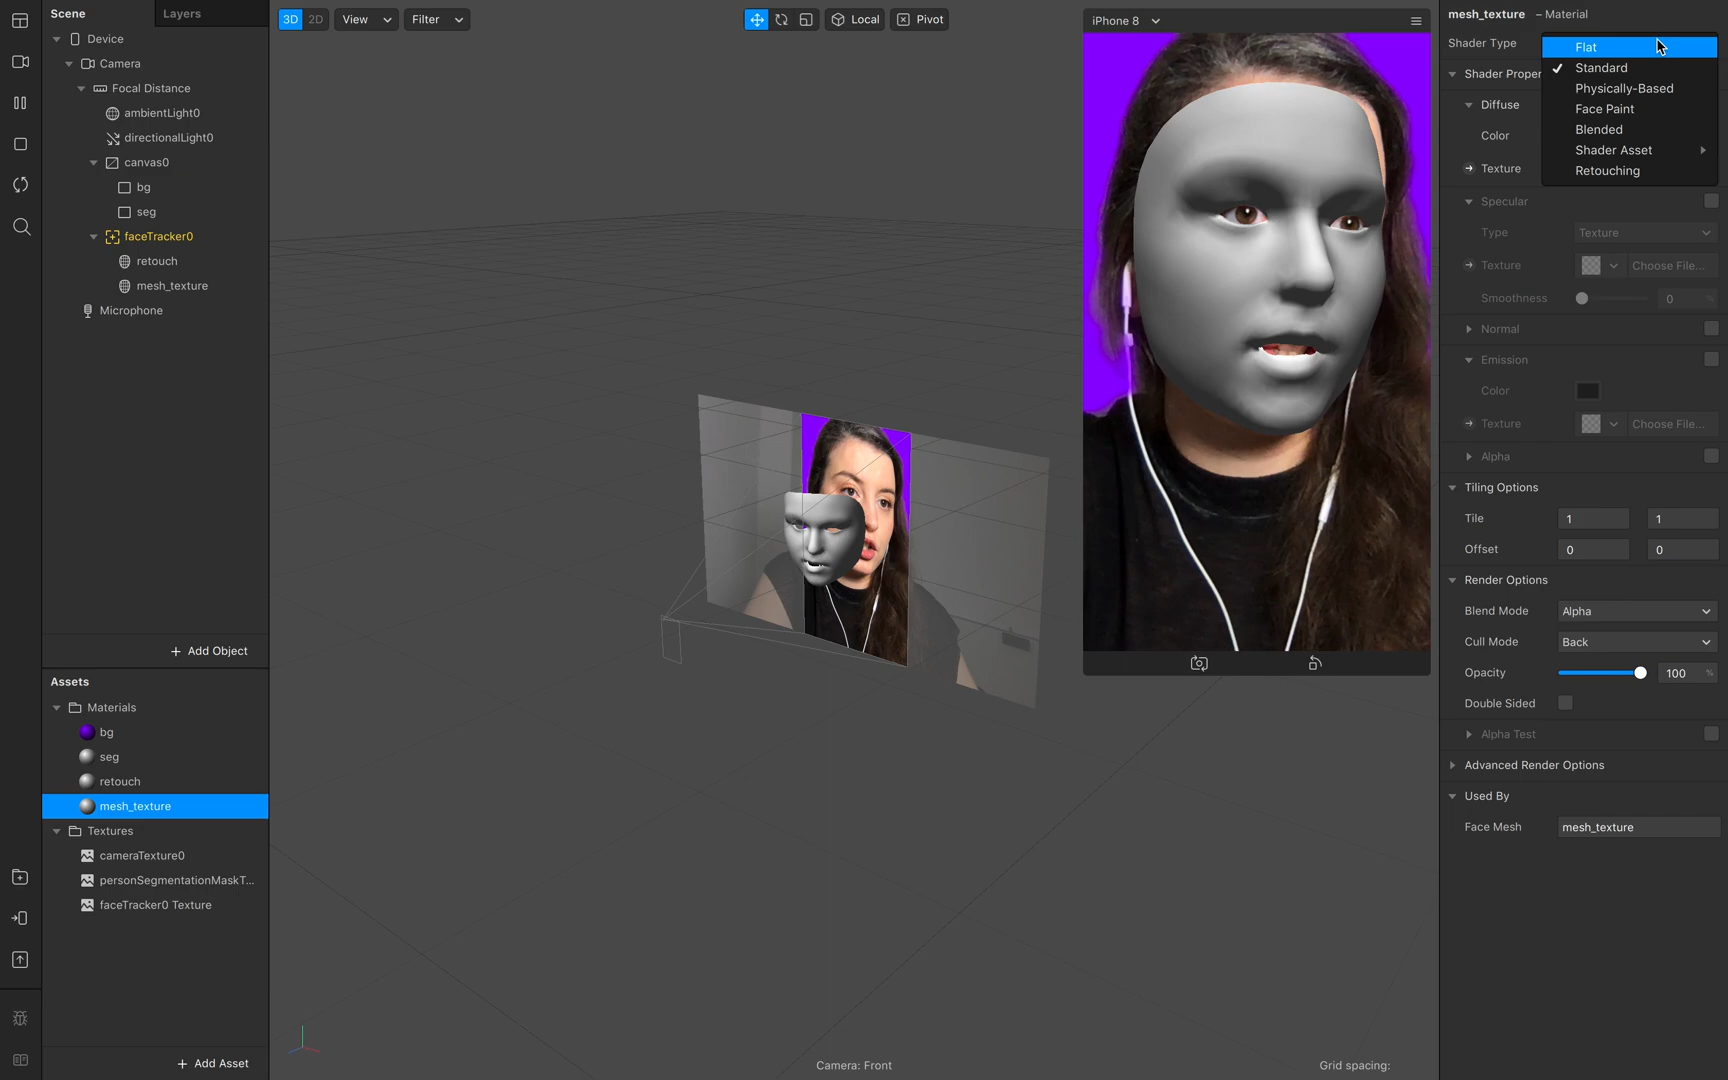 Scene
Layers
Device
Camera
Focal Distance
ambientLight0
directionalLight0
canvas0
bg
seg
faceTracker0
retouch
mesh_texture
Microphone
+ Add Object
Assets
Materials
bg
seg
retouch
mesh_texture
Textures
cameraTexture0
personSegmentationMaskT...
faceTracker0 Texture
+ Add Asset
3D 2D
View
Filter
Local
Pivot
Camera: Front
Grid spacing:
iPhone 8
mesh_texture – Material
Shader Type
Flat
Standard
Physically-Based
Face Paint
Blended
Shader Asset
Retouching
Shader Proper
Diffuse
Color
Texture
Specular
Type Texture
Texture Choose File...
Smoothness 0 %
Normal
Emission
Color
Texture Choose File...
Alpha
Tiling Options
Tile 1 1
Offset 0 0
Render Options
Blend Mode Alpha
Cull Mode Back
Opacity 100 %
Double Sided
Alpha Test
Advanced Render Options
Used By
Face Mesh mesh_texture